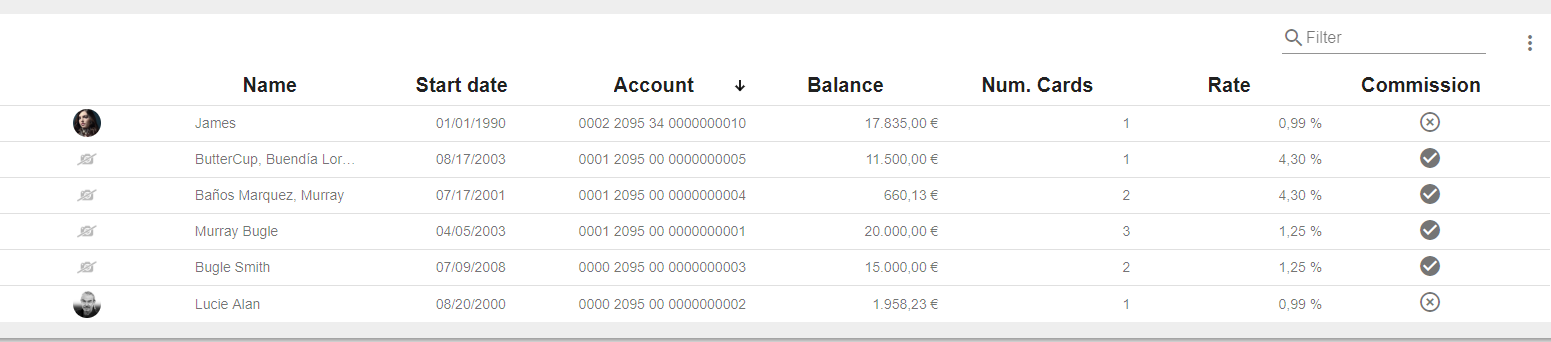 Filter
Name Start date Account Balance Num. Cards Rate Commission
James 01/01/1990 0002 2095 34 0000000010 17.835,00 € 1 0,99 %
ButterCup, Buendía Lor... 08/17/2003 0001 2095 00 0000000005 11.500,00 € 1 4,30 %
Baños Marquez, Murray 07/17/2001 0001 2095 00 0000000004 660,13 € 2 4,30 %
Murray Bugle 04/05/2003 0001 2095 00 0000000001 20.000,00 € 3 1,25 %
Bugle Smith 07/09/2008 0000 2095 00 0000000003 15.000,00 € 2 1,25 %
Lucie Alan 08/20/2000 0000 2095 00 0000000002 1.958,23 € 1 0,99 %